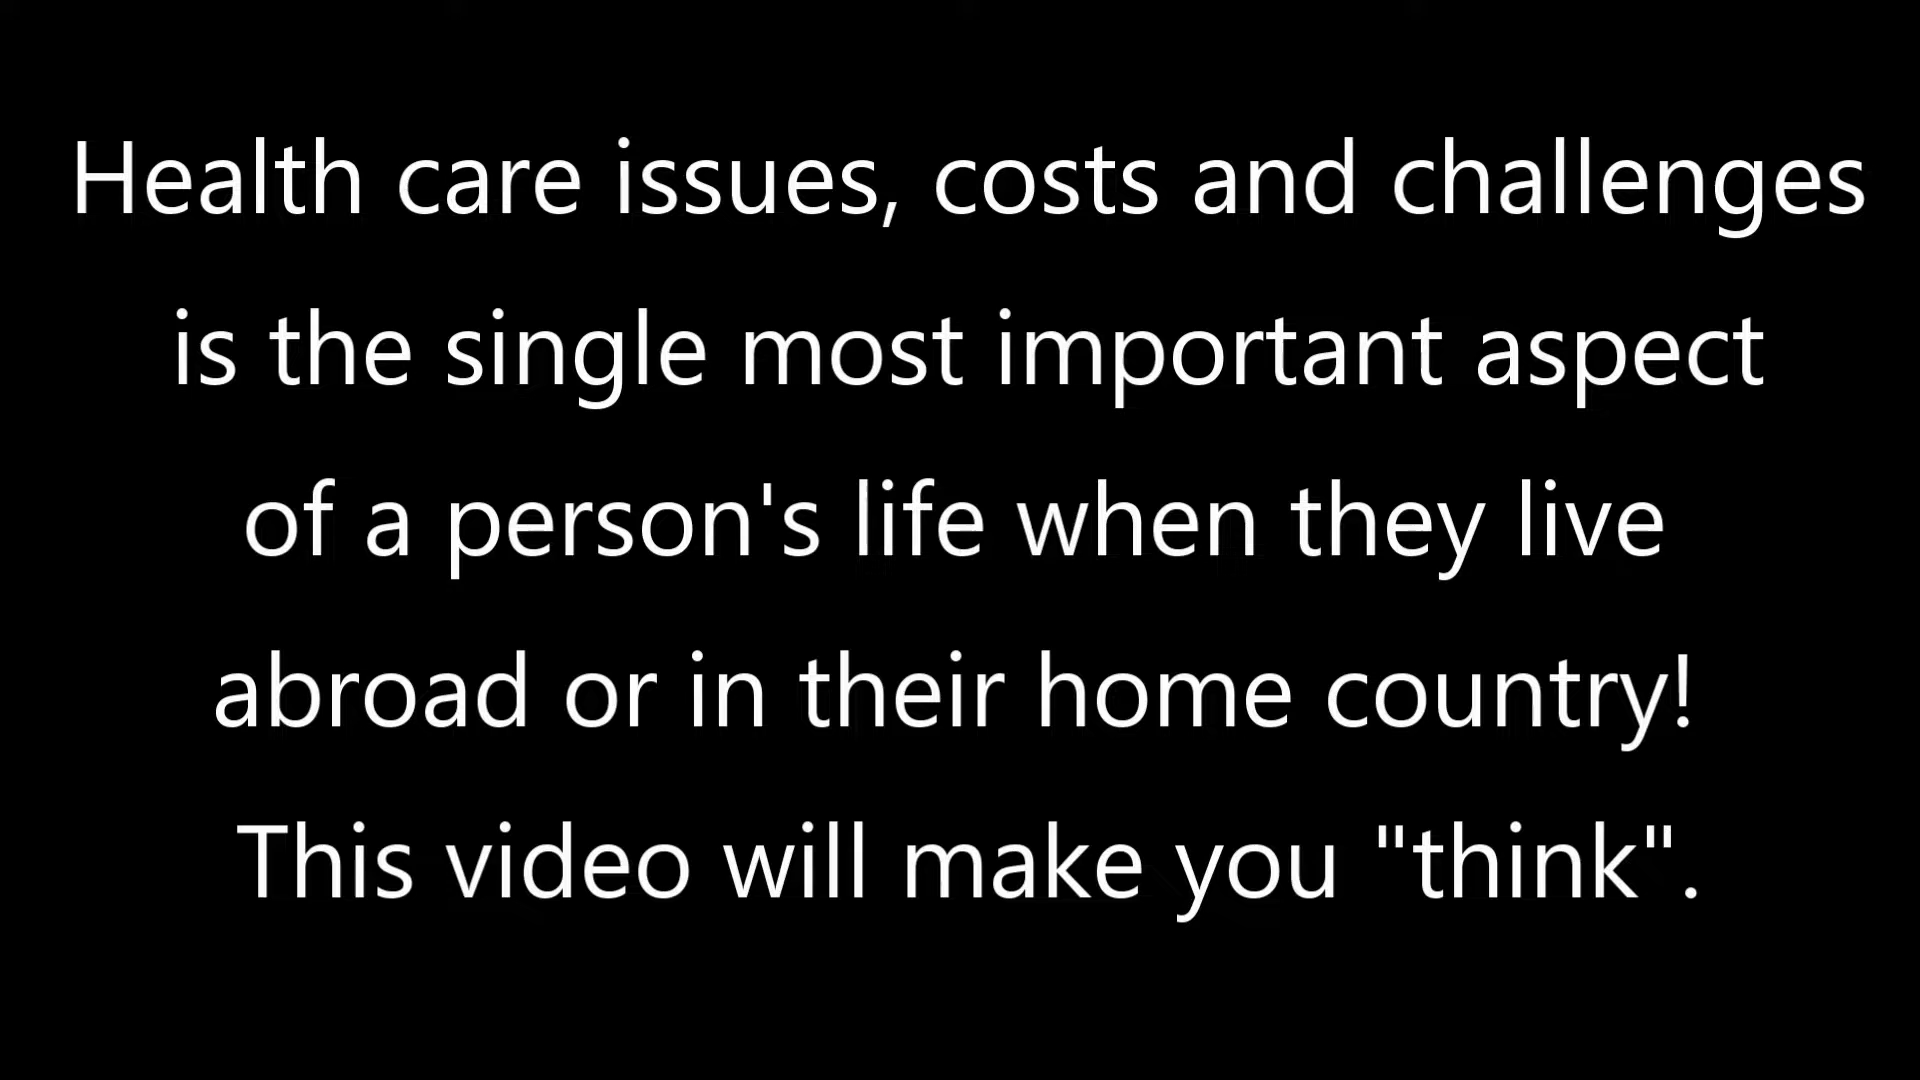 Health care issues, costs and challenges
is the single most important aspect
of a person's life when they live
abroad or in their home country!
This video will make you "think".